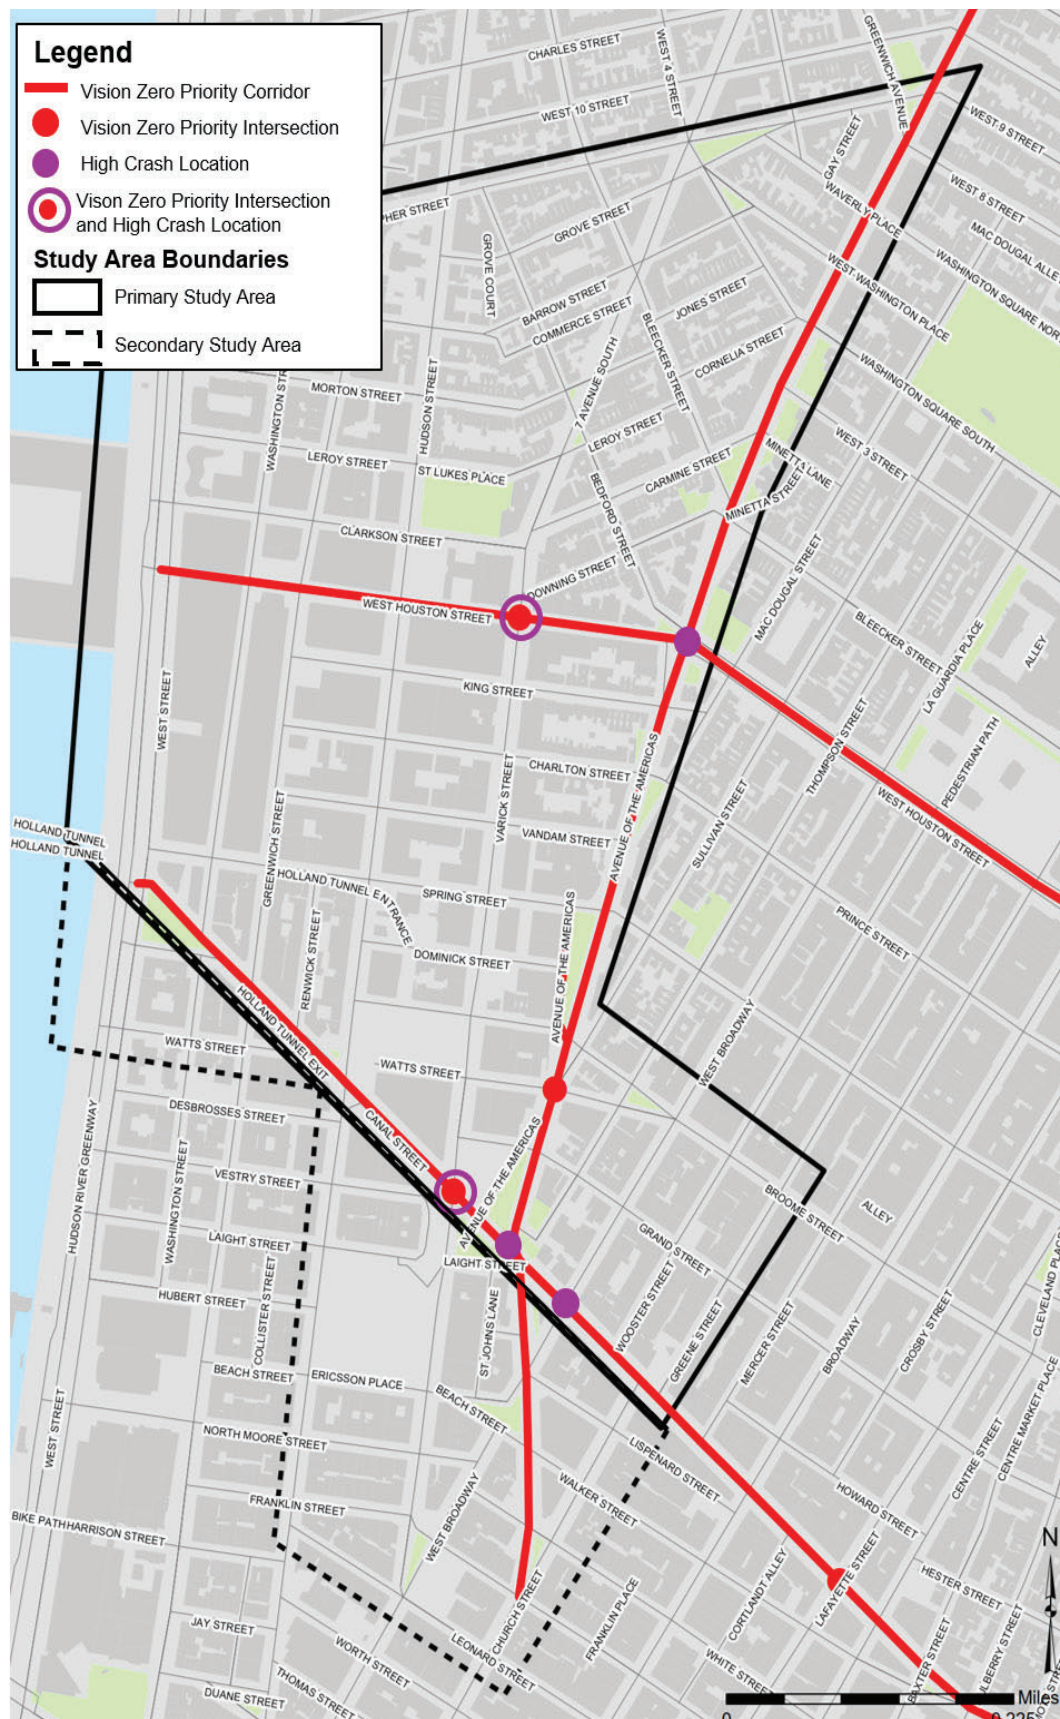 Legend
Vision Zero Priority Corridor
Vision Zero Priority Intersection
High Crash Location
Vison Zero Priority Intersection
and High Crash Location
Study Area Boundaries
Primary Study Area
Secondary Study Area
CHARLES STREET
WEST 4 STREET
GREENWICH AVENUE
WEST 10 STREET
WEST 9 STREET
GAY STREET
WEST 8 STREET
PHER STREET
GROVE STREET
WAVERLY PLACE
MAC DOUGAL ALLE
GROVE COURT
WEST WASHINGTON PLACE
WASHINGTON SQUARE NOR
BARROW STREET
JONES STREET
COMMERCE STREET
BLEECKER STREET
CORNELIA STREET
WASHINGTON SQUARE SOUTH
7 AVENUE SOUTH
MORTON STREET
HUDSON STREET
WASHINGTON STR
LEROY STREET
LEROY STREET
ST LUKES PLACE
CARMINE STREET
MINETTA LANE
WEST 3 STREET
MINETTA STREET
BEDFORD STREET
CLARKSON STREET
DOWNING STREET
MAC DOUGAL STREET
WEST HOUSTON STREET
BLEECKER STREET
LA GUARDIA PLACE
ALLEY
KING STREET
WEST STREET
CHARLTON STREET
AVENUE OF THE AMERICAS
THOMPSON STREET
PEDESTRIAN PATH
VARICK STREET
VANDAM STREET
SULLIVAN STREET
WEST HOUSTON STREET
HOLLAND TUNNEL
HOLLAND TUNNEL
GREENWICH STREET
HOLLAND TUNNEL ENTRANCE
SPRING STREET
PRINCE STREET
RENWICK STREET
DOMINICK STREET
AVENUE OF THE AMERICAS
HOLLAND TUNNEL EXIT
WATTS STREET
WATTS STREET
WEST BROADWAY
DESBROSSES STREET
CANAL STREET
HUDSON RIVER GREENWAY
WASHINGTON STREET
VESTRY STREET
AVENUE OF THE AMERICAS
BROOME STREET
ALLEY
LAIGHT STREET
LAIGHT STREET
GRAND STREET
CLEVELAND PLACE
HUBERT STREET
COLLISTER STREET
ST JOHNS LANE
WOOSTER STREET
GREENE STREET
MERCER STREET
BROADWAY
CROSBY STREET
BEACH STREET
ERICSSON PLACE
BEACH STREET
CENTRE MARKET PLACE
WEST STREET
NORTH MOORE STREET
LISPENARD STREET
CENTRE STREET
WALKER STREET
HOWARD STREET
FRANKLIN STREET
WEST BROADWAY
BIKE PATH
HARRISON STREET
LAFAYETTE STREET
HESTER STREET
N
CORTLANDT ALLEY
CHURCH STREET
FRANKLIN PLACE
JAY STREET
LEONARD STREET
WORTH STREET
WHITE STREET
BAXTER STREET
ULBERRY STREET
THOMAS STREET
DUANE STREET
Miles
0
0.225